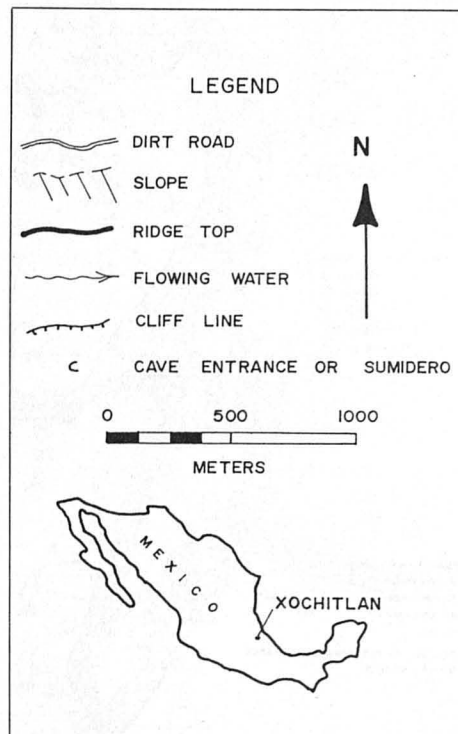 LEGEND
DIRT ROAD
N
SLOPE
RIDGE TOP
FLOWING WATER
CLIFF LINE
C CAVE ENTRANCE OR SUMIDERO
0 500 1000
METERS
MEXICO
XOCHITLAN